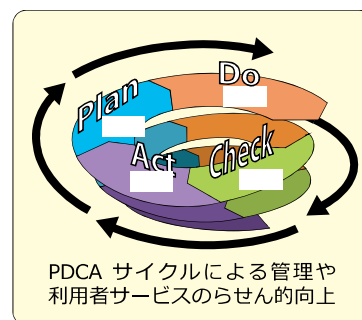 Do
Plan
Act
Check
PDCA サイクルによる管理や
利用者サービスのらせん的向上